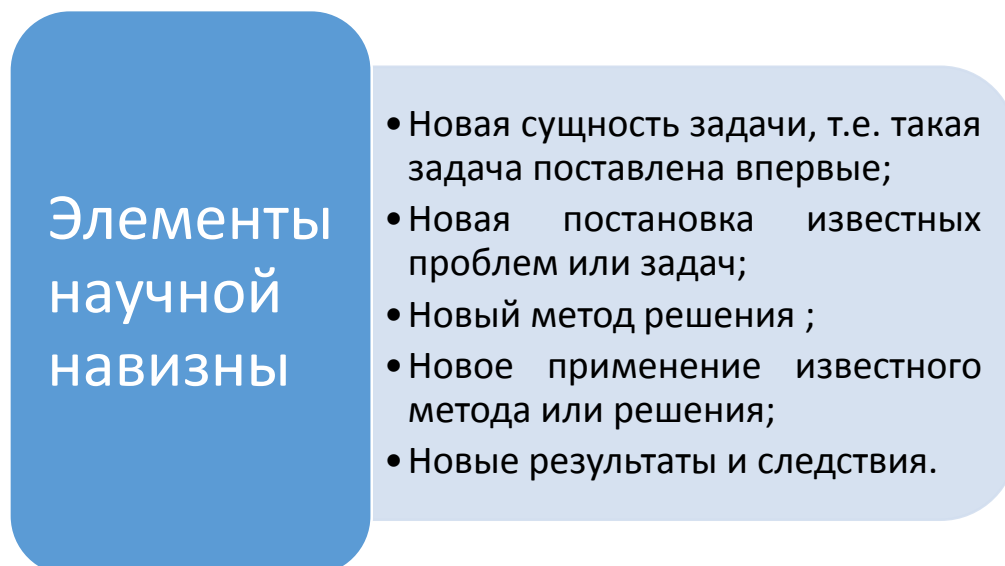 Элементы
научной
навизны
•Новая сущность задачи, т.е. такая
задача поставлена впервые;
•Новая постановка известных
проблем или задач;
•Новый метод решения ;
•Новое применение известного
метода или решения;
•Новые результаты и следствия.